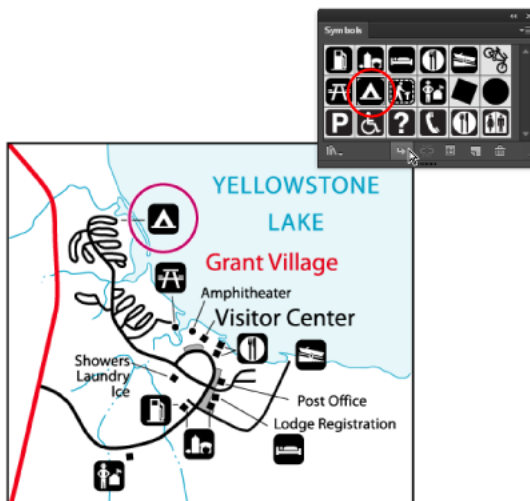 Symbols
P
?
YELLOWSTONE
LAKE
Grant Village
Amphitheater
Visitor Center
Showers
Laundry
Ice
Post Office
Lodge Registration